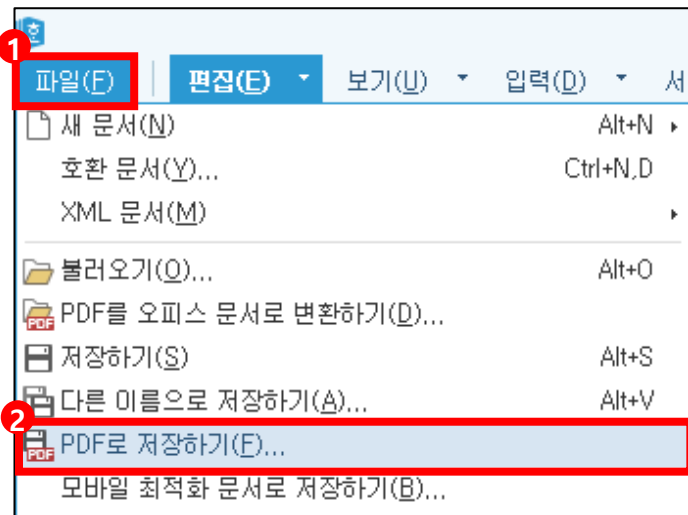 1
파일(F) 편집(E) 보기(U) 입력(D) 서
새 문서(N) Alt+N
호환 문서(Y)... Ctrl+N,D
XML 문서(M)
불러오기(O)... Alt+O
PDF를 오피스 문서로 변환하기(D)...
저장하기(S) Alt+S
다른 이름으로 저장하기(A)... Alt+V
2
PDF로 저장하기(F)...
모바일 최적화 문서로 저장하기(B)...